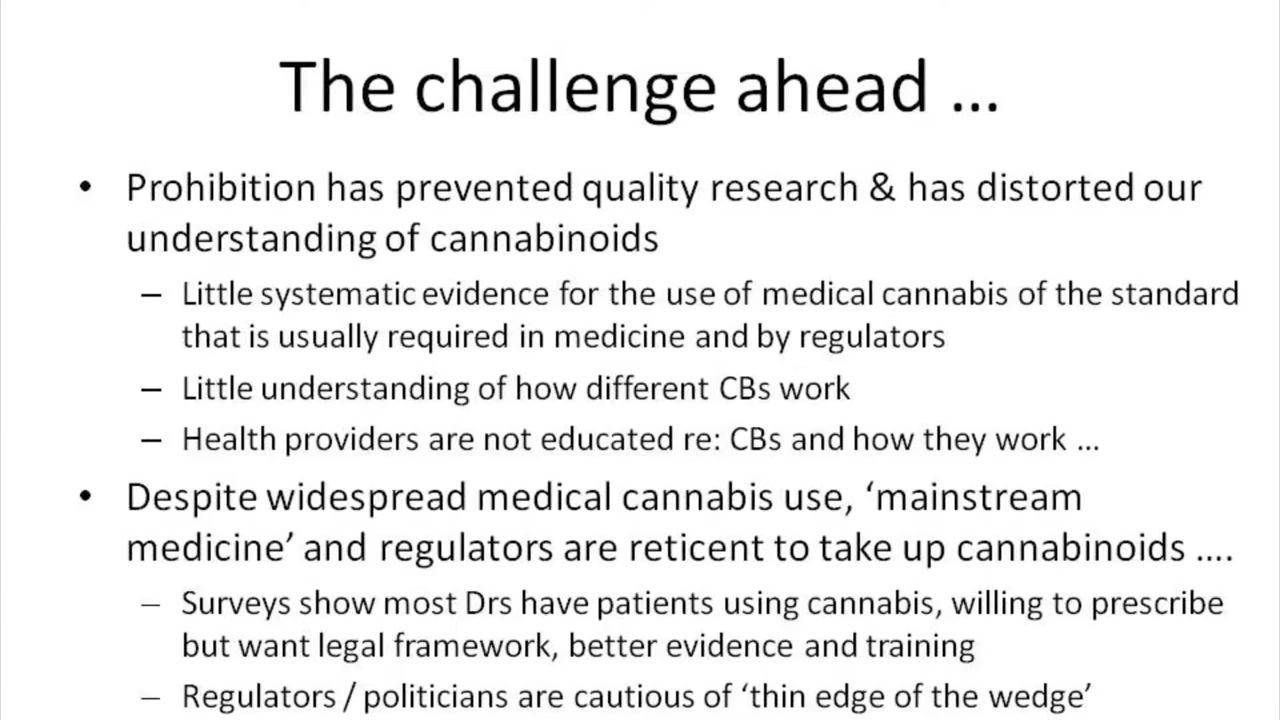 The challenge ahead ...
• Prohibition has prevented quality research & has distorted our
understanding of cannabinoids
– Little systematic evidence for the use of medical cannabis of the standard
that is usually required in medicine and by regulators
– Little understanding of how different CBs work
– Health providers are not educated re: CBs and how they work ...
• Despite widespread medical cannabis use, ‘mainstream
medicine’ and regulators are reticent to take up cannabinoids ....
– Surveys show most Drs have patients using cannabis, willing to prescribe
but want legal framework, better evidence and training
– Regulators / politicians are cautious of ‘thin edge of the wedge’